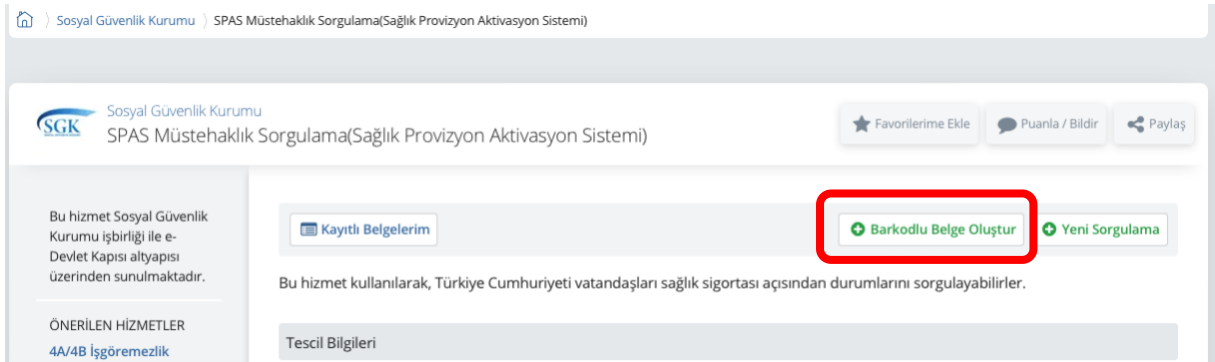 Sosyal Güvenlik Kurumu 〉 SPAS Müstehaklık Sorgulama(Sağlık Provizyon Aktivasyon Sistemi)
SGK
Sosyal Güvenlik Kurumu
SPAS Müstehaklık Sorgulama(Sağlık Provizyon Aktivasyon Sistemi)
Favorilerime Ekle
Puanla / Bildir
Paylaş
Bu hizmet Sosyal Güvenlik
Kurumu işbirliği ile e-
Devlet Kapısı altyapısı
üzerinden sunulmaktadır.
ÖNERİLEN HİZMETLER
4A/4B İşgöremezlik
Kayıtlı Belgelerim
Barkodlu Belge Oluştur
Yeni Sorgulama
Bu hizmet kullanılarak, Türkiye Cumhuriyeti vatandaşları sağlık sigortası açısından durumlarını sorgulayabilirler.
Tescil Bilgileri